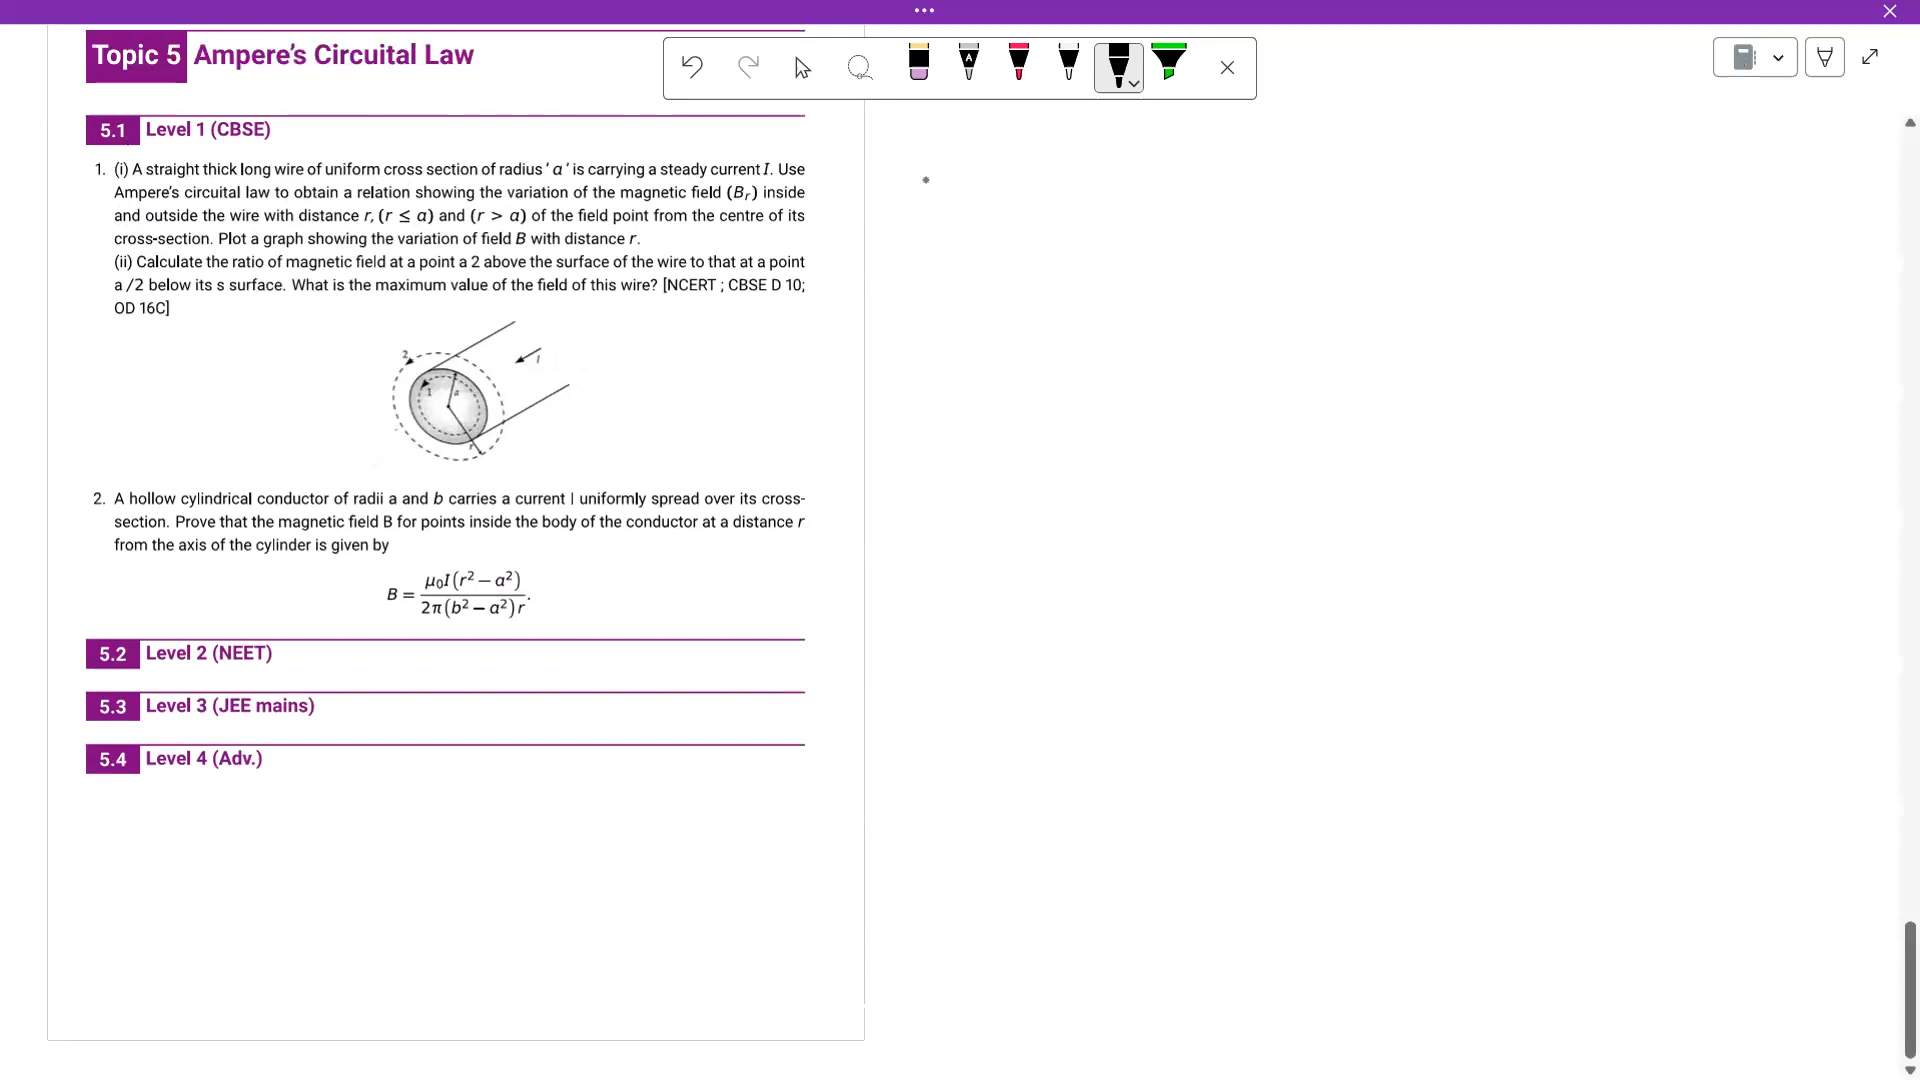 Topic 5 Ampere's Circuital Law
A
5.1 Level 1 (CBSE)
1. (i) A straight thick long wire of uniform cross section of radius ' a ' is carrying a steady current I. Use
Ampere's circuital law to obtain a relation showing the variation of the magnetic field (Bᵣ) inside
and outside the wire with distance r, (r ≤ a) and (r > a) of the field point from the centre of its
cross-section. Plot a graph showing the variation of field B with distance r.
(ii) Calculate the ratio of magnetic field at a point a 2 above the surface of the wire to that at a point
a /2 below its s surface. What is the maximum value of the field of this wire? [NCERT ; CBSE D 10;
OD 16C]
2
I
1
a
r
2. A hollow cylindrical conductor of radii a and b carries a current I uniformly spread over its cross-
section. Prove that the magnetic field B for points inside the body of the conductor at a distance r
from the axis of the cylinder is given by
B = μ₀I(r² − a²) / 2π(b² − a²)r .
5.2 Level 2 (NEET)
5.3 Level 3 (JEE mains)
5.4 Level 4 (Adv.)